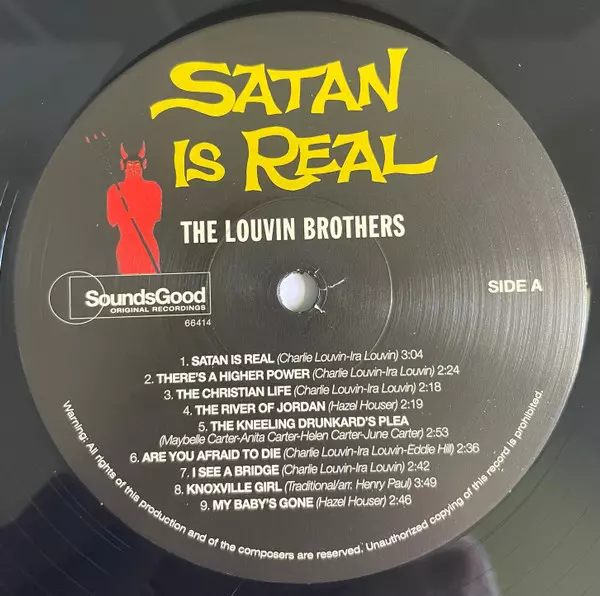 SATAN
IS REAL
THE LOUVIN BROTHERS
SoundsGood
ORIGINAL RECORDINGS
66414
SIDE A
1. SATAN IS REAL (Charlie Louvin-Ira Louvin) 3:04
2. THERE'S A HIGHER POWER (Charlie Louvin-Ira Louvin) 2:24
3. THE CHRISTIAN LIFE (Charlie Louvin-Ira Louvin) 2:18
4. THE RIVER OF JORDAN (Hazel Houser) 2:19
5. THE KNEELING DRUNKARD'S PLEA
(Maybelle Carter-Anita Carter-Helen Carter-June Carter) 2:53
6. ARE YOU AFRAID TO DIE (Charlie Louvin-Ira Louvin-Eddie Hill) 2:36
7. I SEE A BRIDGE (Charlie Louvin-Ira Louvin) 2:42
8. KNOXVILLE GIRL (Traditional/arr. Henry Paul) 3:49
9. MY BABY'S GONE (Hazel Houser) 2:46
Warning: All rights of this production and of the composers are reserved. Unauthorized copying of this record is prohibited.